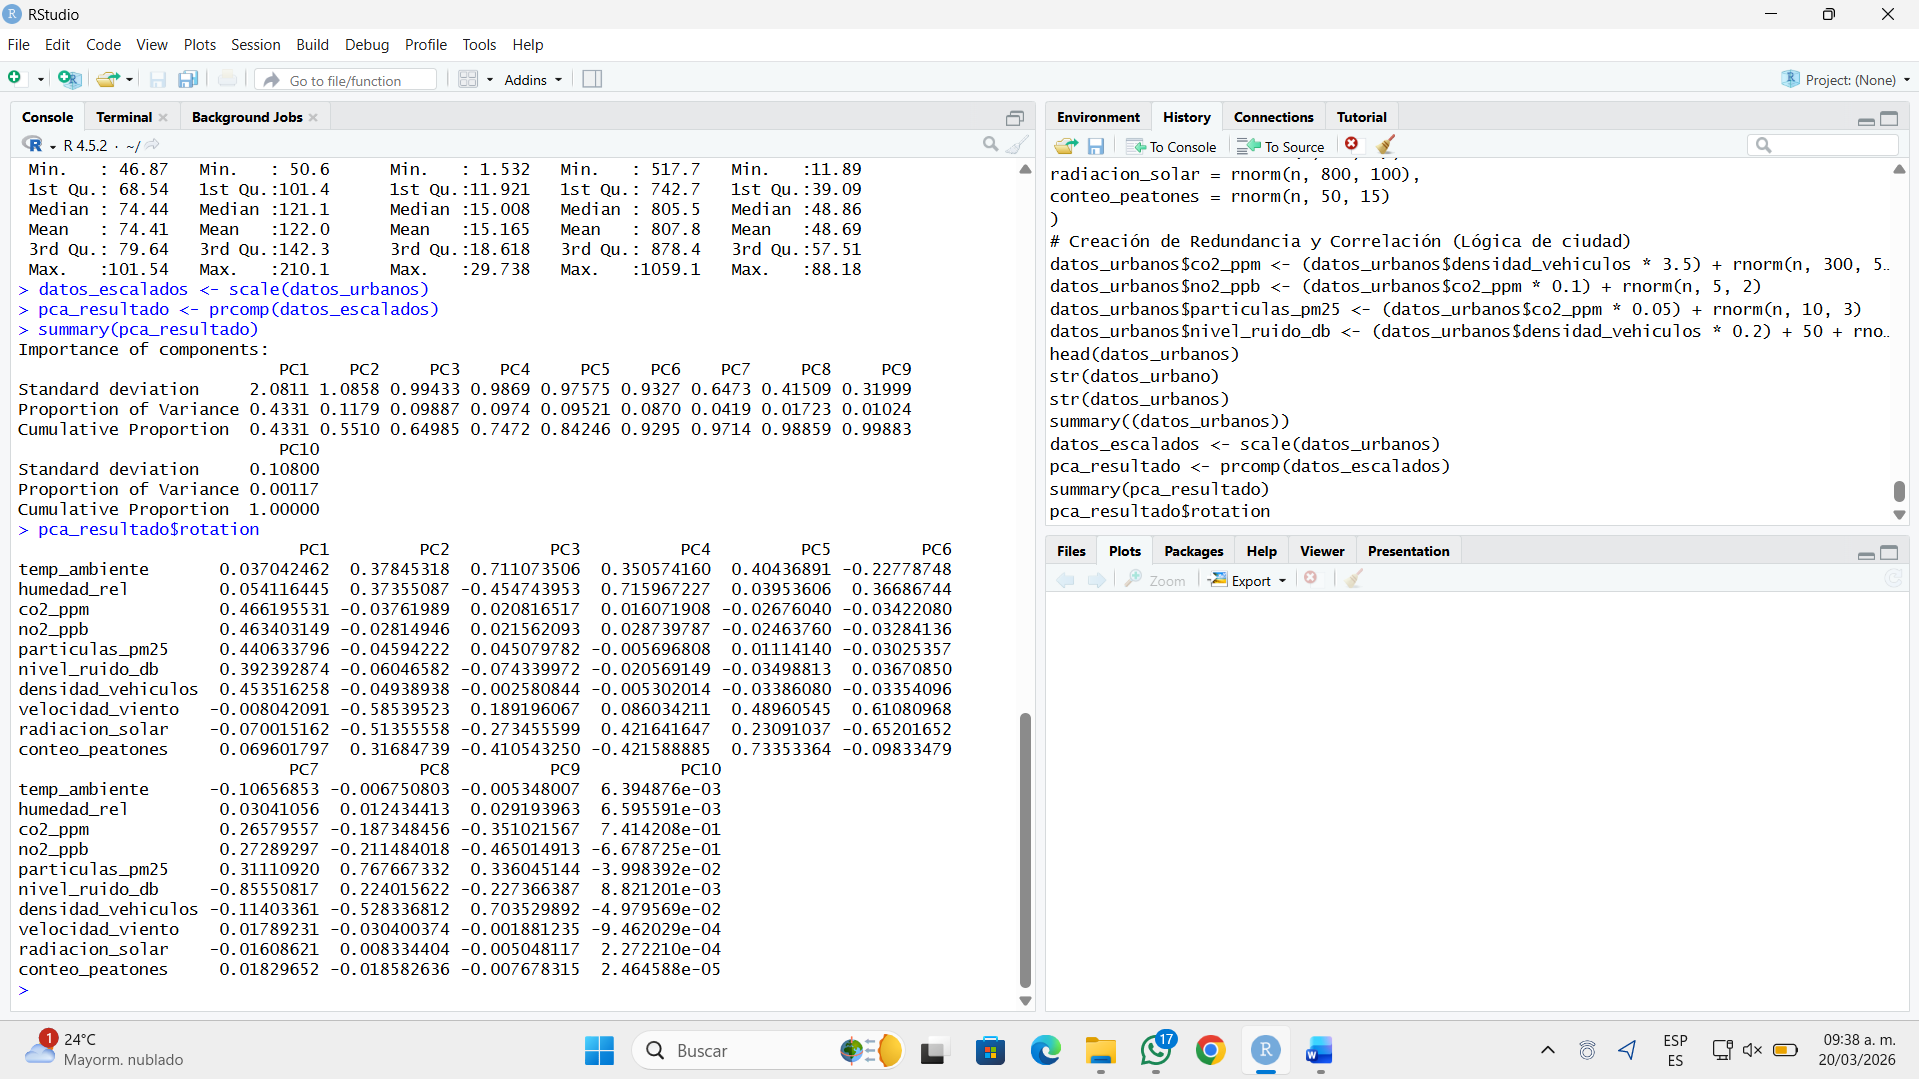 RStudio
File Edit Code View Plots Session Build Debug Profile Tools Help
Go to file/function Addins Project: (None)
Console Terminal Background Jobs
R 4.5.2 · ~/
Min. : 46.87 Min. : 50.6 Min. : 1.532 Min. : 517.7 Min. :11.89
1st Qu.: 68.54 1st Qu.:101.4 1st Qu.:11.921 1st Qu.: 742.7 1st Qu.:39.09
Median : 74.44 Median :121.1 Median :15.008 Median : 805.5 Median :48.86
Mean : 74.41 Mean :122.0 Mean :15.165 Mean : 807.8 Mean :48.69
3rd Qu.: 79.64 3rd Qu.:142.3 3rd Qu.:18.618 3rd Qu.: 878.4 3rd Qu.:57.51
Max. :101.54 Max. :210.1 Max. :29.738 Max. :1059.1 Max. :88.18
> datos_escalados <- scale(datos_urbanos)
> pca_resultado <- prcomp(datos_escalados)
> summary(pca_resultado)
Importance of components:
PC1 PC2 PC3 PC4 PC5 PC6 PC7 PC8 PC9
Standard deviation 2.0811 1.0858 0.99433 0.9869 0.97575 0.9327 0.6473 0.41509 0.31999
Proportion of Variance 0.4331 0.1179 0.09887 0.0974 0.09521 0.0870 0.0419 0.01723 0.01024
Cumulative Proportion 0.4331 0.5510 0.64985 0.7472 0.84246 0.9295 0.9714 0.98859 0.99883
PC10
Standard deviation 0.10800
Proportion of Variance 0.00117
Cumulative Proportion 1.00000
> pca_resultado$rotation
PC1 PC2 PC3 PC4 PC5 PC6
temp_ambiente 0.037042462 0.37845318 0.711073506 0.350574160 0.40436891 -0.22778748
humedad_rel 0.054116445 0.37355087 -0.454743953 0.715967227 0.03953606 0.36686744
co2_ppm 0.466195531 -0.03761989 0.020816517 0.016071908 -0.02676040 -0.03422080
no2_ppb 0.463403149 -0.02814946 0.021562093 0.028739787 -0.02463760 -0.03284136
particulas_pm25 0.440633796 -0.04594222 0.045079782 -0.005696808 0.01114140 -0.03025357
nivel_ruido_db 0.392392874 -0.06046582 -0.074339972 -0.020569149 -0.03498813 0.03670850
densidad_vehiculos 0.453516258 -0.04938938 -0.002580844 -0.005302014 -0.03386080 -0.03354096
velocidad_viento -0.008042091 -0.58539523 0.189196067 0.086034211 0.48960545 0.61080968
radiacion_solar -0.070015162 -0.51355558 -0.273455599 0.421641647 0.23091037 -0.65201652
conteo_peatones 0.069601797 0.31684739 -0.410543250 -0.421588885 0.73353364 -0.09833479
PC7 PC8 PC9 PC10
temp_ambiente -0.10656853 -0.006750803 -0.005348007 6.394876e-03
humedad_rel 0.03041056 0.012434413 0.029193963 6.595591e-03
co2_ppm 0.26579557 -0.187348456 -0.351021567 7.414208e-01
no2_ppb 0.27289297 -0.211484018 -0.465014913 -6.678725e-01
particulas_pm25 0.31110920 0.767667332 0.336045144 -3.998392e-02
nivel_ruido_db -0.85550817 0.224015622 -0.227366387 8.821201e-03
densidad_vehiculos -0.11403361 -0.528336812 0.703529892 -4.979569e-02
velocidad_viento 0.01789231 -0.030400374 -0.001881235 -9.462029e-04
radiacion_solar -0.01608621 0.008334404 -0.005048117 2.272210e-04
conteo_peatones 0.01829652 -0.018582636 -0.007678315 2.464588e-05
>
Environment History Connections Tutorial
To Console To Source
radiacion_solar = rnorm(n, 800, 100),
conteo_peatones = rnorm(n, 50, 15)
)
# Creación de Redundancia y Correlación (Lógica de ciudad)
datos_urbanos$co2_ppm <- (datos_urbanos$densidad_vehiculos * 3.5) + rnorm(n, 300, 5…
datos_urbanos$no2_ppb <- (datos_urbanos$co2_ppm * 0.1) + rnorm(n, 5, 2)
datos_urbanos$particulas_pm25 <- (datos_urbanos$co2_ppm * 0.05) + rnorm(n, 10, 3)
datos_urbanos$nivel_ruido_db <- (datos_urbanos$densidad_vehiculos * 0.2) + 50 + rno…
head(datos_urbanos)
str(datos_urbano)
str(datos_urbanos)
summary((datos_urbanos))
datos_escalados <- scale(datos_urbanos)
pca_resultado <- prcomp(datos_escalados)
summary(pca_resultado)
pca_resultado$rotation
Files Plots Packages Help Viewer Presentation
Zoom Export
1
24°C
Mayorm. nublado
Buscar
17
ESP
ES
09:38 a. m.
20/03/2026